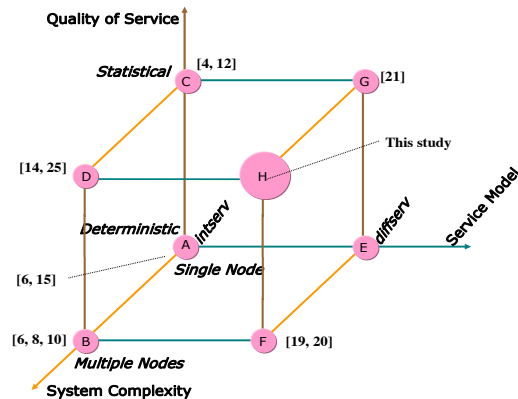 Quality of Service
[4, 12]
Statistical
C
G
[21]
This study
[14, 25]
D
H
Deterministic
intserv
diffserv
Service Model
A
E
Single Node
[6, 15]
[6, 8, 10]
B
F
[19, 20]
Multiple Nodes
System Complexity